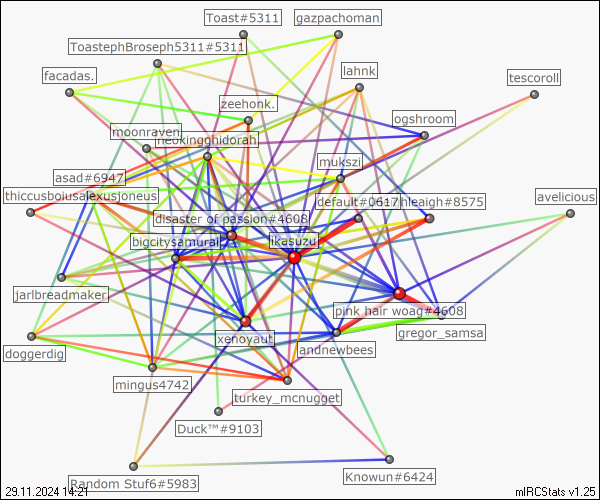 Toast#5311
gazpachoman
ToastephBroseph5311#5311
facadas.
lahnk
tescoroll
zeehonk.
ogshroom
moonraven
neokingghidorah
mukszi
asad#6947
thiccusboiusalexusjoneus
default#0617
hleaigh#8575
avelicious
disaster of passion#4608
bigcitysamurai
ikasuzu
jarlbreadmaker
pink hair woag#4608
gregor_samsa
xenoyaut
andnewbees
doggerdig
mingus4742
turkey_mcnugget
Duck™#9103
Random Stuf6#5983
Knowun#6424
29.11.2024 14:21
mIRCStats v1.25